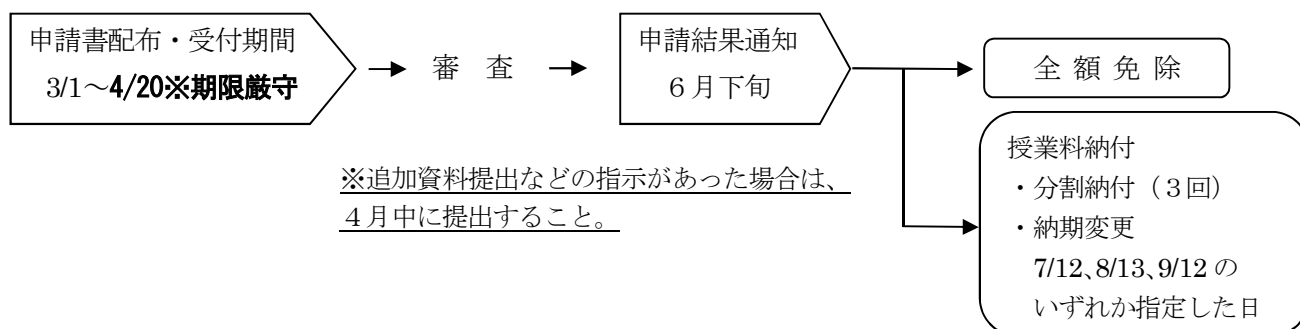 申請書配布・受付期間
3/1～4/20※期限厳守
審 査
申請結果通知
６月下旬
全 額 免 除
授業料納付
・分割納付（３回）
・納期変更
7/12、8/13、9/12 の
いずれか指定した日
※追加資料提出などの指示があった場合は、
４月中に提出すること。